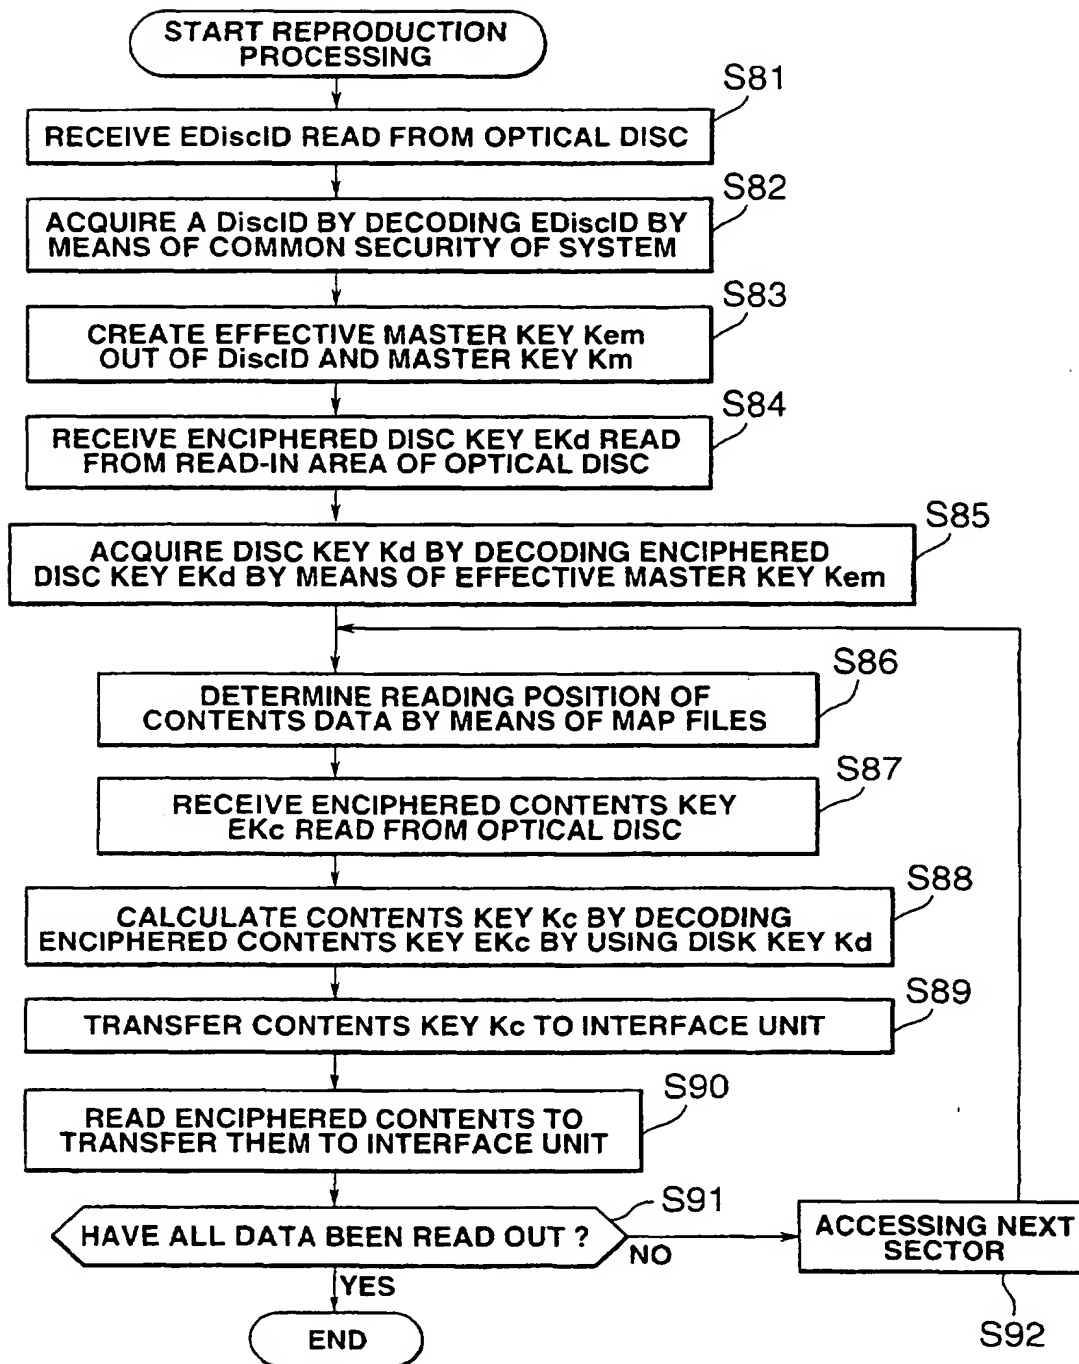 START REPRODUCTION
PROCESSING
S81
RECEIVE EDiscID READ FROM OPTICAL DISC
S82
ACQUIRE A DiscID BY DECODING EDiscID BY
MEANS OF COMMON SECURITY OF SYSTEM
S83
CREATE EFFECTIVE MASTER KEY Kem
OUT OF DiscID AND MASTER KEY Km
S84
RECEIVE ENCIPHERED DISC KEY EKd READ
FROM READ-IN AREA OF OPTICAL DISC
S85
ACQUIRE DISC KEY Kd BY DECODING ENCIPHERED
DISC KEY EKd BY MEANS OF EFFECTIVE MASTER KEY Kem
S86
DETERMINE READING POSITION OF
CONTENTS DATA BY MEANS OF MAP FILES
S87
RECEIVE ENCIPHERED CONTENTS KEY
EKc READ FROM OPTICAL DISC
S88
CALCULATE CONTENTS KEY Kc BY DECODING
ENCIPHERED CONTENTS KEY EKc BY USING DISK KEY Kd
S89
TRANSFER CONTENTS KEY Kc TO INTERFACE UNIT
S90
READ ENCIPHERED CONTENTS TO
TRANSFER THEM TO INTERFACE UNIT
S91
HAVE ALL DATA BEEN READ OUT ?
NO
ACCESSING NEXT
SECTOR
S92
YES
END